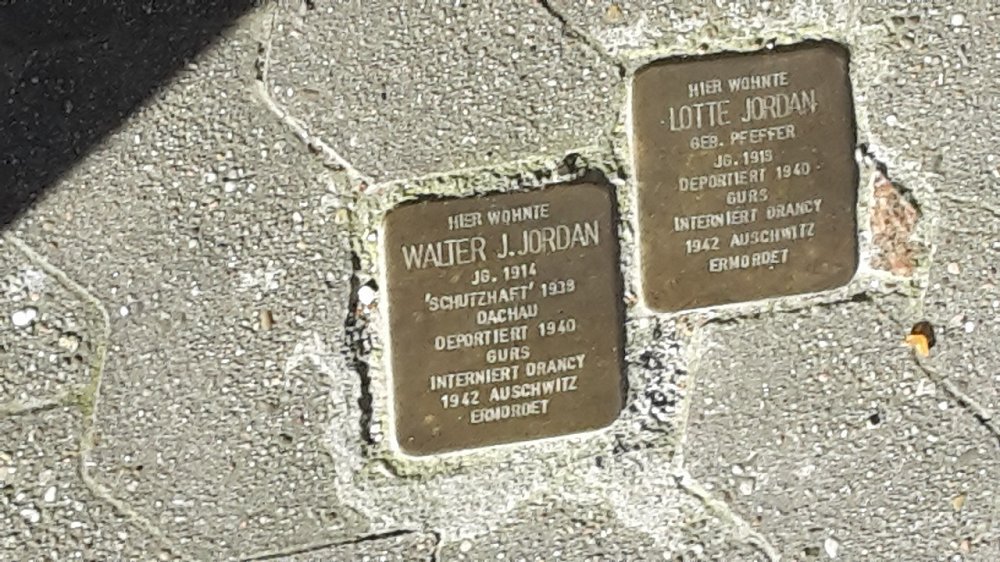 HIER WOHNTE
WALTER J. JORDAN
JG. 1914
'SCHUTZHAFT' 1938
DACHAU
DEPORTIERT 1940
GURS
INTERNIERT DRANCY
1942 AUSCHWITZ
ERMORDET
HIER WOHNTE
LOTTE JORDAN
GEB. PFEFFER
JG. 1919
DEPORTIERT 1940
GURS
INTERNIERT DRANCY
1942 AUSCHWITZ
ERMORDET